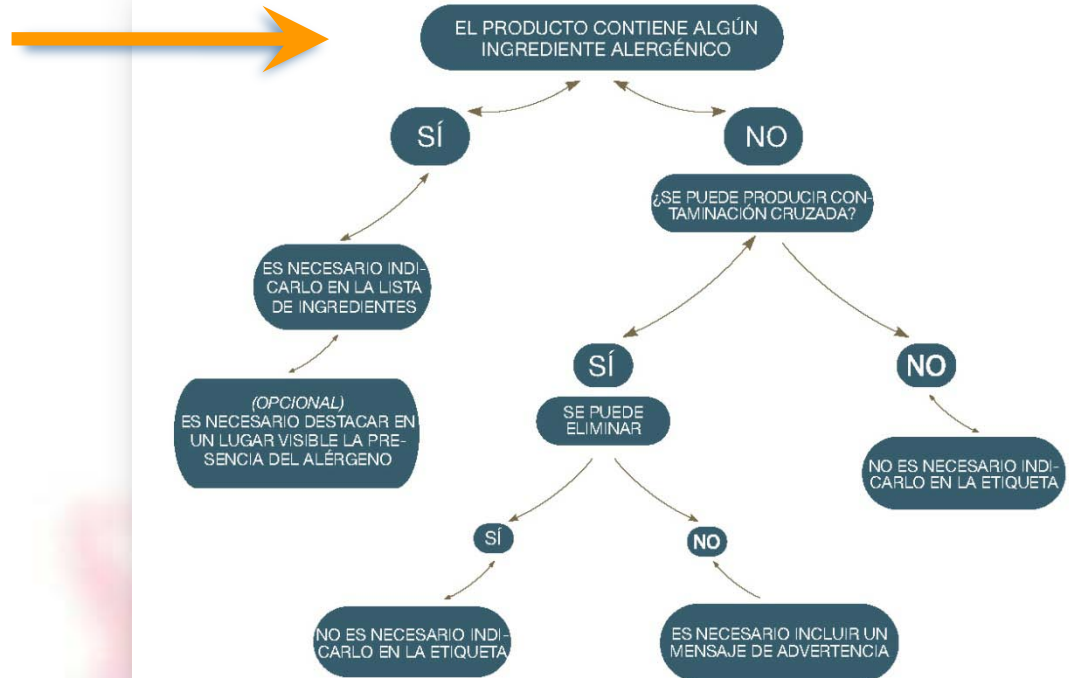 EL PRODUCTO CONTIENE ALGÚN
INGREDIENTE ALERGÉNICO
SÍ
NO
¿SE PUEDE PRODUCIR CON-
TAMINACIÓN CRUZADA?
ES NECESARIO INDI-
CARLO EN LA LISTA
DE INGREDIENTES
SÍ
NO
(OPCIONAL)
ES NECESARIO DESTACAR EN
UN LUGAR VISIBLE LA PRE-
SENCIA DEL ALÉRGENO
SE PUEDE
ELIMINAR
NO ES NECESARIO INDI-
CARLO EN LA ETIQUETA
SÍ
NO
NO ES NECESARIO INDI-
CARLO EN LA ETIQUETA
ES NECESARIO INCLUIR UN
MENSAJE DE ADVERTENCIA